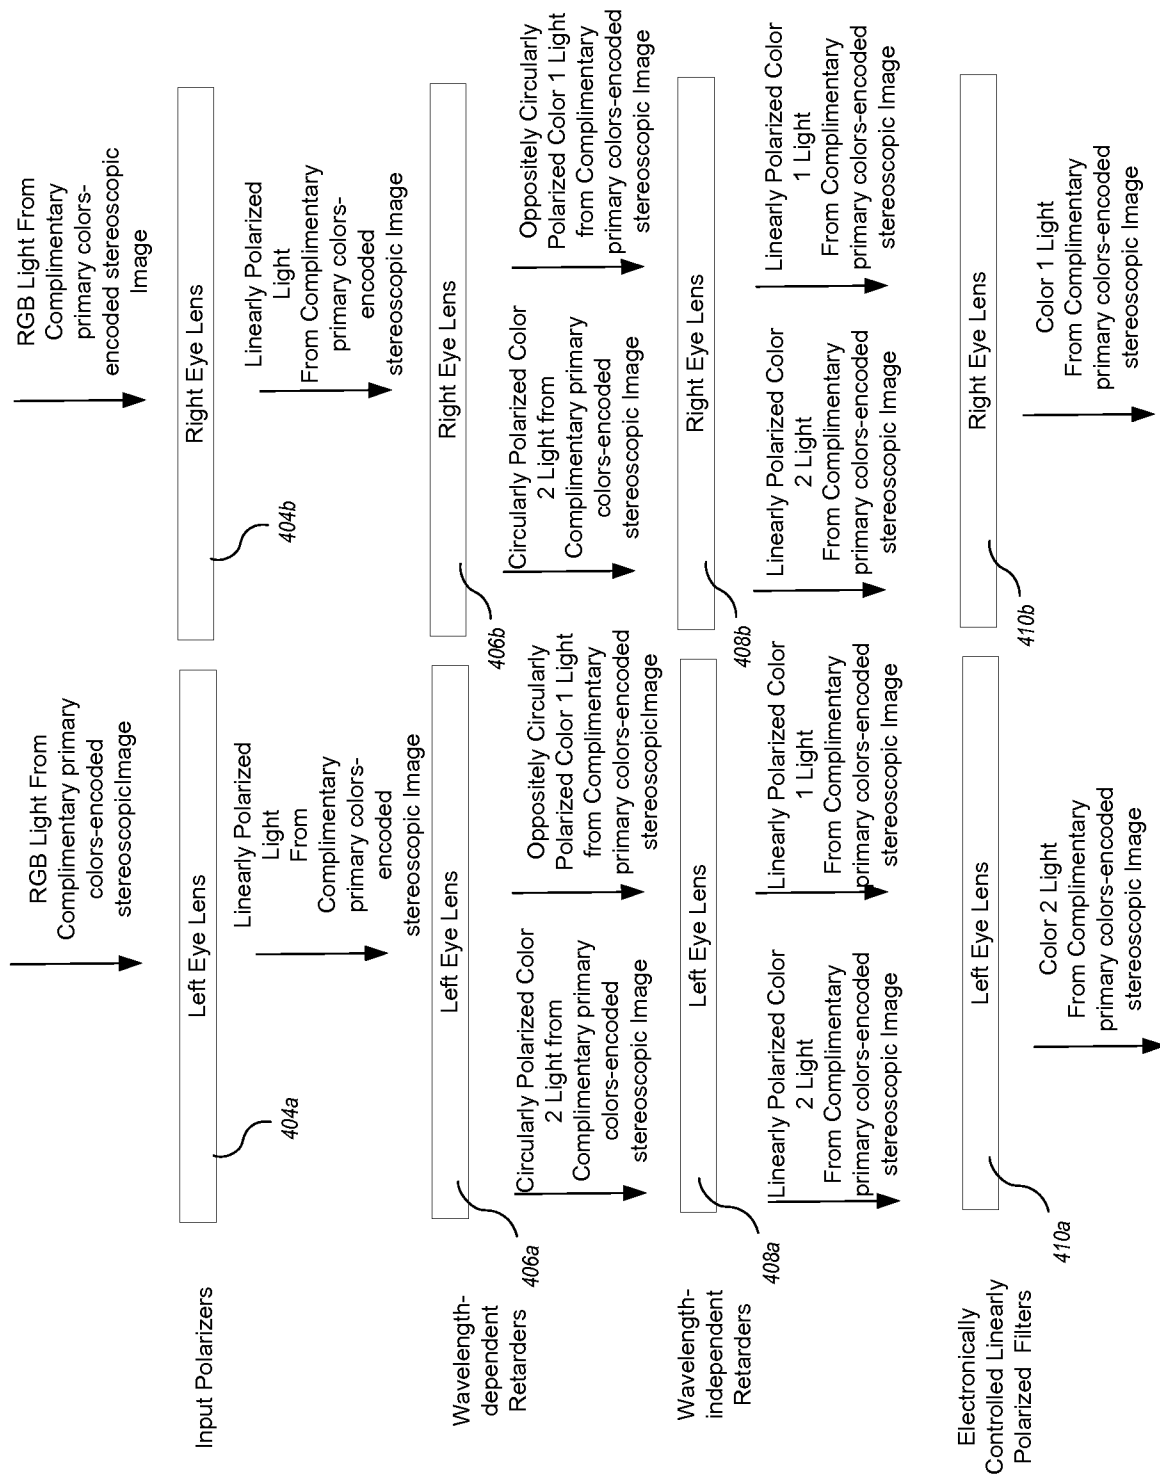 RGB Light From
Complimentary primary
colors-encoded
stereoscopicImage
RGB Light From
Complimentary
primary colors-
encoded stereoscopic
Image
Input Polarizers
Left Eye Lens
404a
Right Eye Lens
404b
Linearly Polarized
Light
From
Complimentary
primary colors-
encoded
stereoscopic Image
Linearly Polarized
Light
From Complimentary
primary colors-
encoded
stereoscopic Image
Wavelength-
dependent
Retarders
Left Eye Lens
406a
Right Eye Lens
406b
Circularly Polarized Color
2 Light from
Complimentary primary
colors-encoded
stereoscopic Image
Oppositely Circularly
Polarized Color 1 Light
from Complimentary
primary colors-encoded
stereoscopicImage
Circularly Polarized Color
2 Light from
Complimentary primary
colors-encoded
stereoscopic Image
Oppositely Circularly
Polarized Color 1 Light
from Complimentary
primary colors-encoded
stereoscopic Image
Wavelength-
independent
Retarders
Left Eye Lens
408a
Right Eye Lens
408b
Linearly Polarized Color
2 Light
From Complimentary
primary colors-encoded
stereoscopic Image
Linearly Polarized Color
1 Light
From Complimentary
primary colors-encoded
stereoscopic Image
Linearly Polarized Color
2 Light
From Complimentary
primary colors-encoded
stereoscopic Image
Linearly Polarized Color
1 Light
From Complimentary
primary colors-encoded
stereoscopic Image
Electronically
Controlled Linearly
Polarized Filters
Left Eye Lens
410a
Right Eye Lens
410b
Color 2 Light
From Complimentary
primary colors-encoded
stereoscopic Image
Color 1 Light
From Complimentary
primary colors-encoded
stereoscopic Image